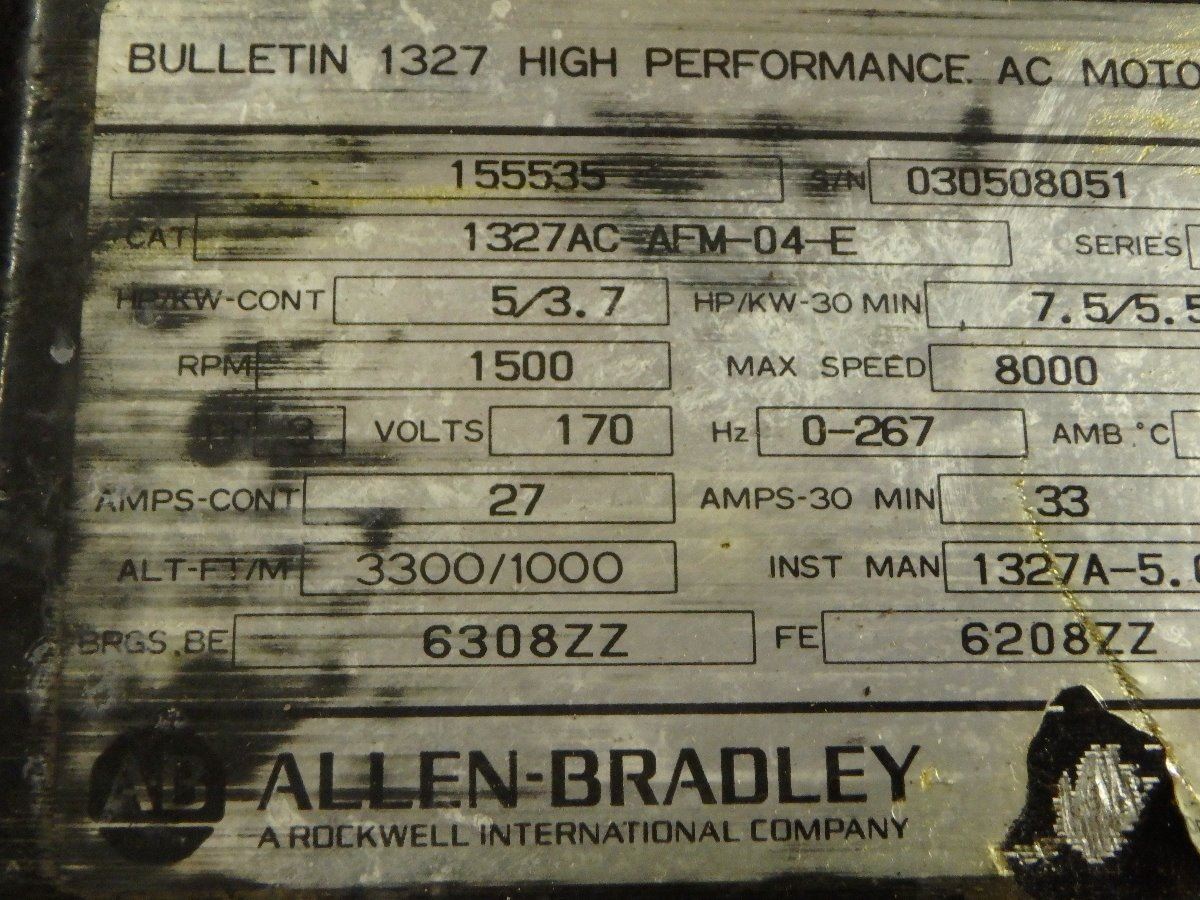 BULLETIN 1327 HIGH PERFORMANCE. AC MOTO
155535 S/N 030508051
CAT 1327AC-AFM-04-E SERIES
HP/KW-CONT 5/3.7 HP/KW-30 MIN 7.5/5.5
RPM 1500 MAX SPEED 8000
PH 3 VOLTS 170 Hz 0-267 AMB.°C
AMPS-CONT 27 AMPS-30 MIN 33
ALT-FT/M 3300/1000 INST MAN 1327A-5.0
BRGS.BE 6308ZZ FE 6208ZZ
AB ALLEN-BRADLEY
A ROCKWELL INTERNATIONAL COMPANY